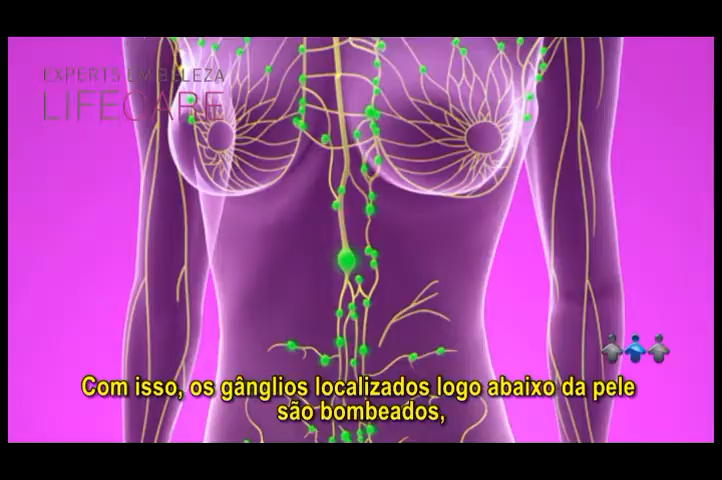 EXPERTS EM BELEZA
LIFECARE
Com isso, os gânglios localizados logo abaixo da pele
são bombeados,